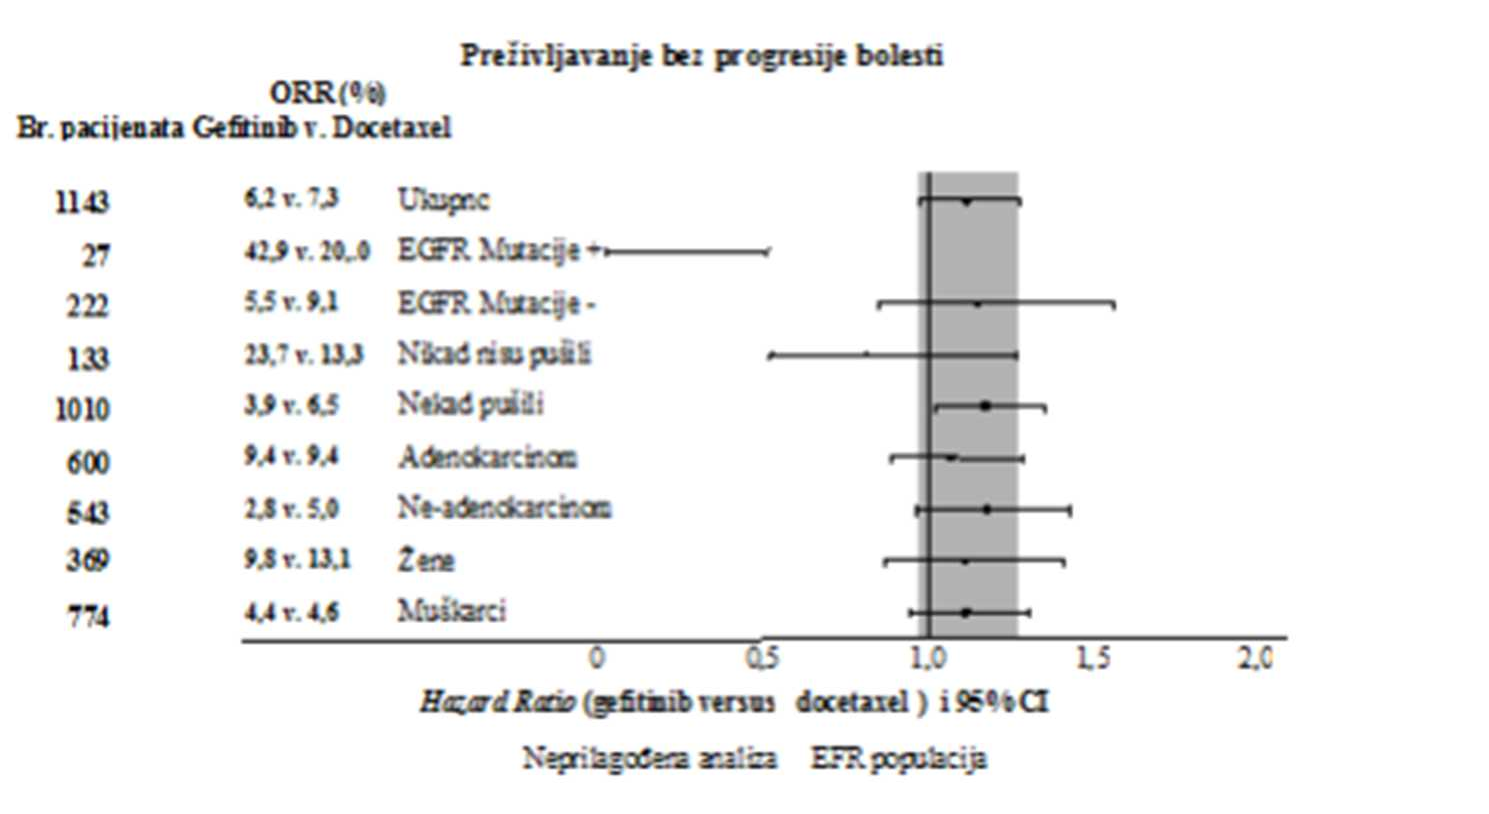 Preživljavanje bez progresije bolesti
ORR (%)
Br. pacijenata Gefitinib v. Docetaxel
1143 6,2 v. 7,3 Ukupno
27 42,9 v. 20,.0 EGFR Mutacije +
222 5,5 v. 9,1 EGFR Mutacije -
133 23,7 v. 13,3 Nikad nisu pušili
1010 3,9 v. 6,5 Nekad pušili
600 9,4 v. 9,4 Adenokarcinom
543 2,8 v. 5,0 Ne-adenokarcinom
369 9,8 v. 13,1 Žene
774 4,4 v. 4,6 Muškarci
0 0,5 1,0 1,5 2,0
Hazard Ratio (gefitinib versus docetaxel ) i 95% CI
Neprilagođena analiza EFR populacija